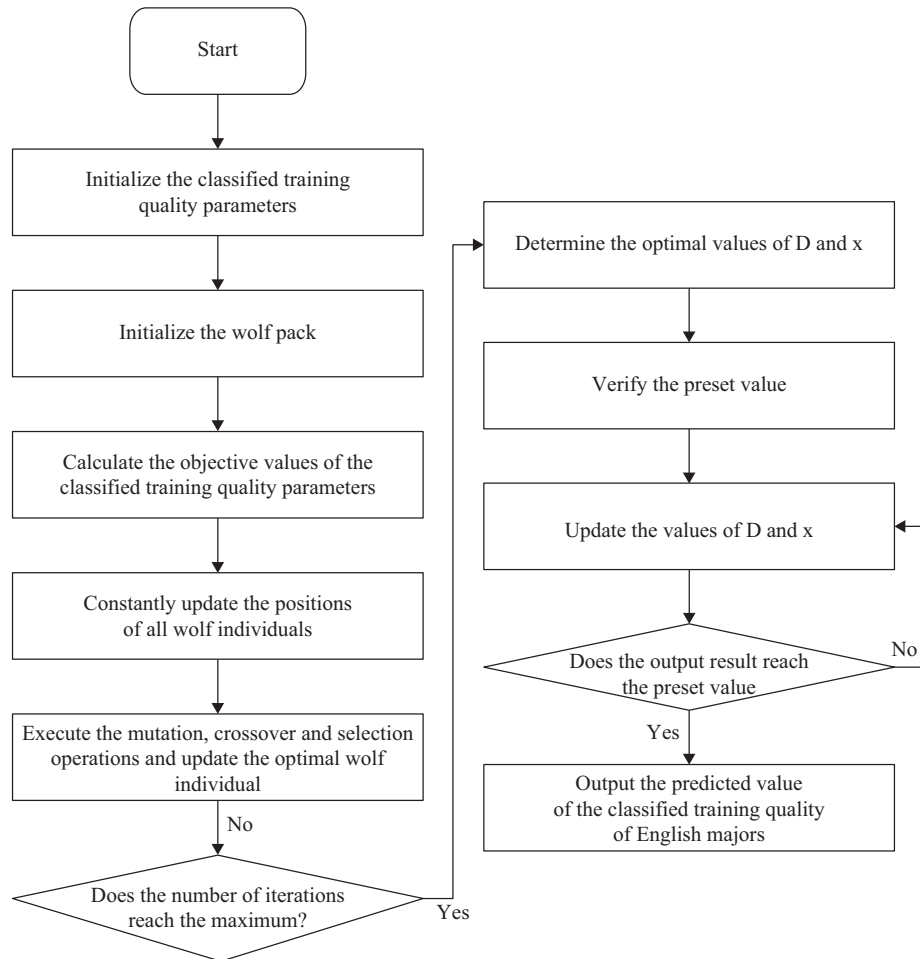 Start
Initialize the classified training
quality parameters
Initialize the wolf pack
Calculate the objective values of the
classified training quality parameters
Constantly update the positions
of all wolf individuals
Execute the mutation, crossover and selection
operations and update the optimal wolf
individual
No
Does the number of iterations
reach the maximum?
Yes
Determine the optimal values of D and x
Verify the preset value
Update the values of D and x
Does the output result reach
the preset value
No
Yes
Output the predicted value
of the classified training quality
of English majors